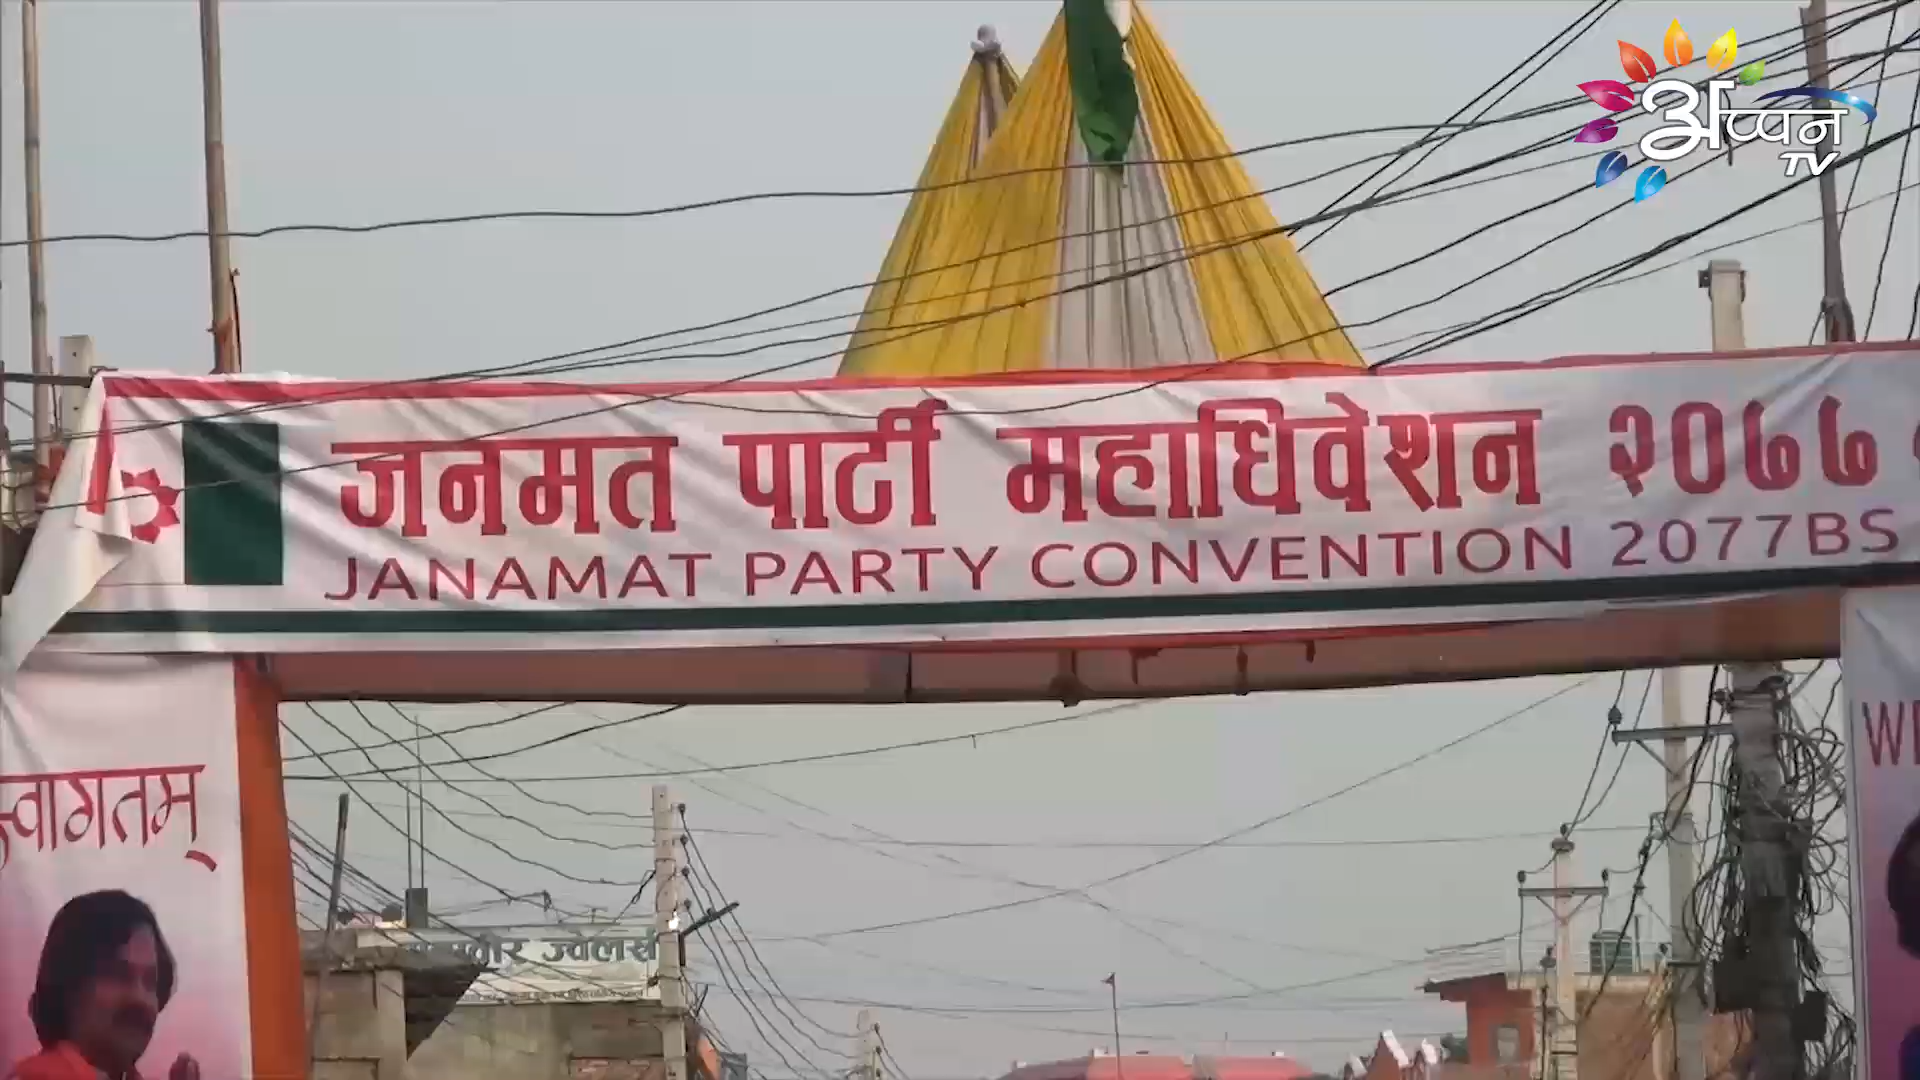 अप्पन
TV
जनमत पार्टी महाधिवेशन २०७७
JANAMAT PARTY CONVENTION 2077BS
स्वागतम्
ज्वेलर्स